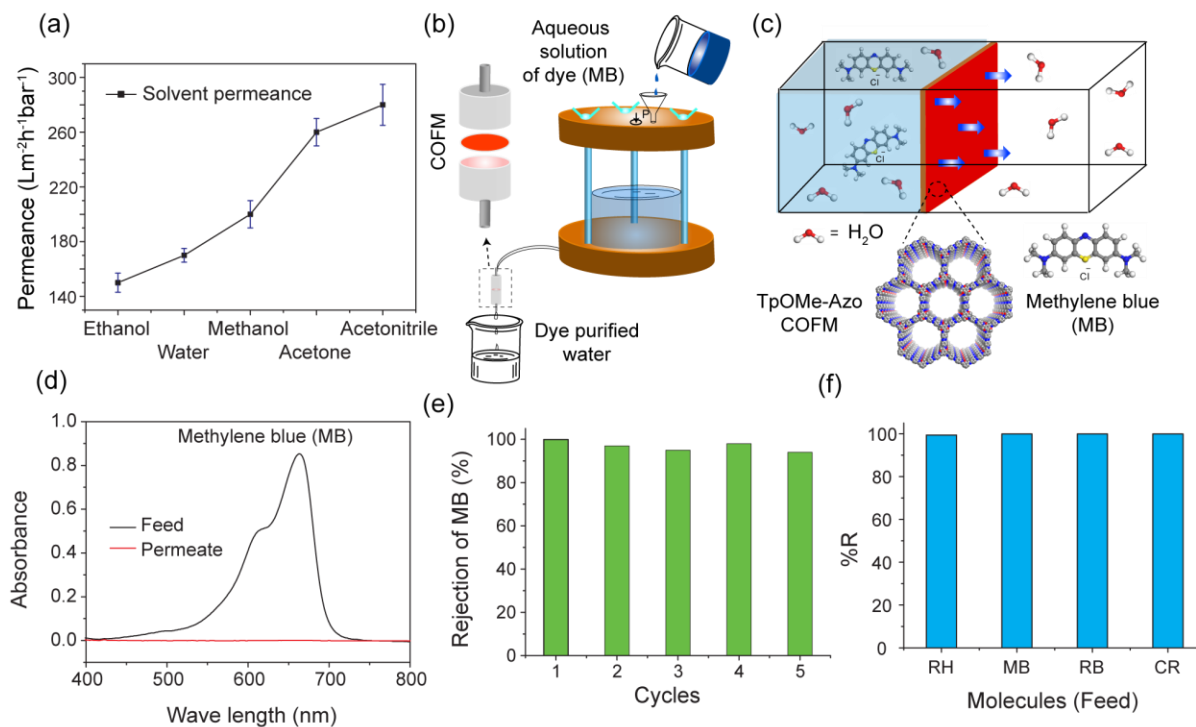 (a)
300
260
220
180
140
Permeance (Lm⁻²h⁻¹bar⁻¹)
Solvent permeance
Ethanol
Water
Methanol
Acetone
Acetonitrile
(b)
Aqueous
solution
of dye (MB)
P
COFM
Dye purified
water
(c)
Cl
Cl
= H₂O
TpOMe-Azo
COFM
Cl
Methylene blue
(MB)
(d)
1.0
0.8
0.6
0.4
0.2
0.0
Absorbance
Methylene blue (MB)
Feed
Permeate
400 500 600 700 800
Wave length (nm)
(e)
100
80
60
40
20
0
Rejection of MB (%)
1 2 3 4 5
Cycles
(f)
100
80
60
40
20
0
%R
RH MB RB CR
Molecules (Feed)